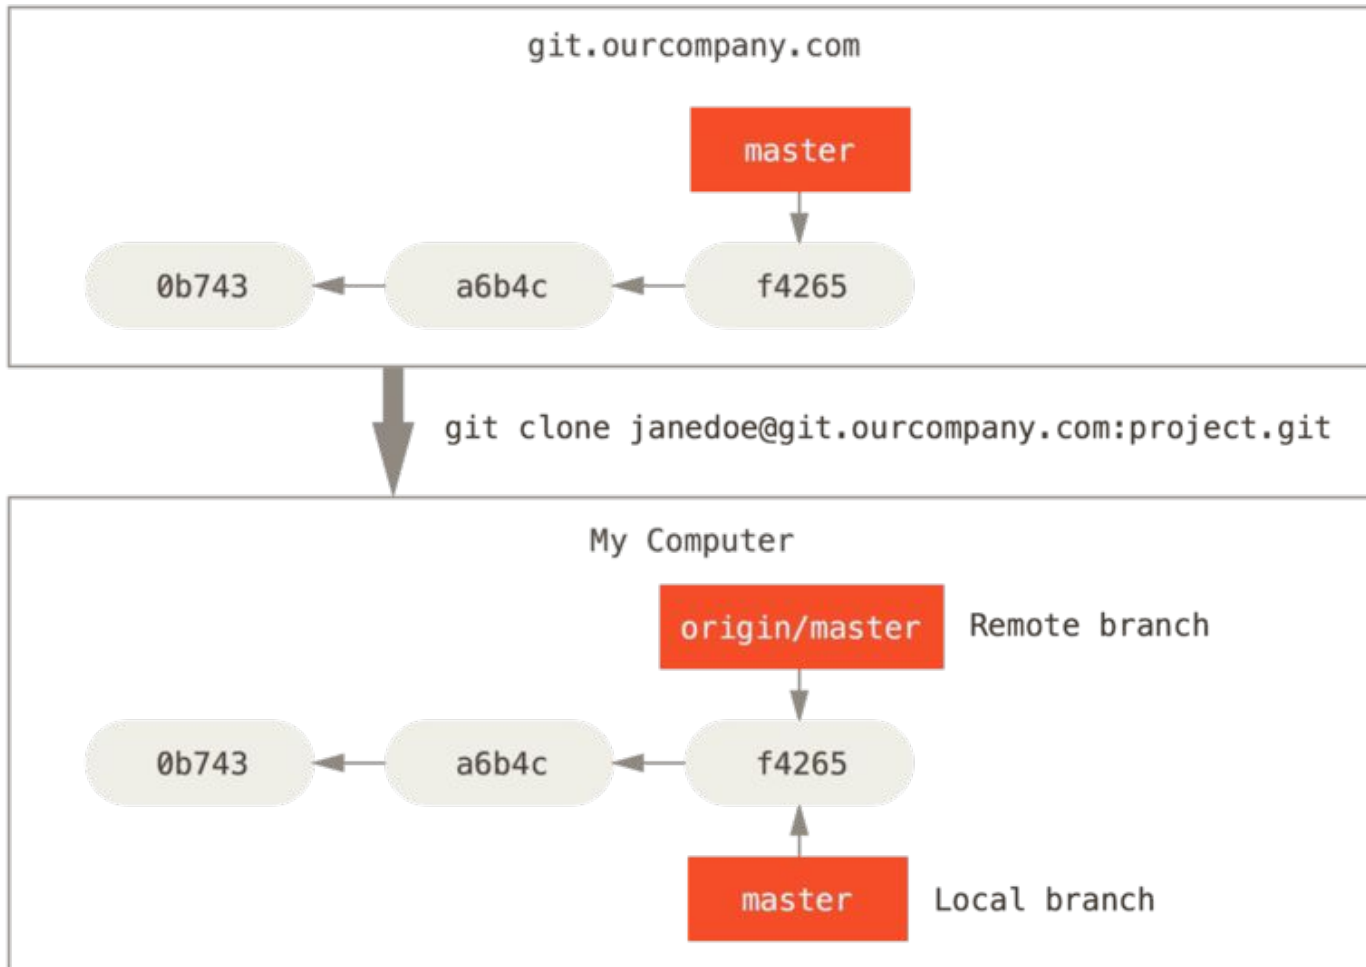 git.ourcompany.com
master
0b743 a6b4c f4265
git clone janedoe@git.ourcompany.com:project.git
My Computer
origin/master Remote branch
0b743 a6b4c f4265
master Local branch